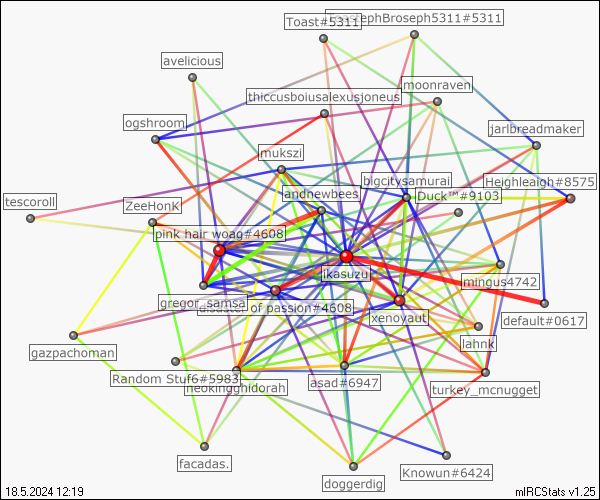 Toast#5311
JosephBroseph5311#5311
avelicious
moonraven
thiccusboiusalexusjoneus
ogshroom
jarlbreadmaker
mukszi
bigcitysamurai
Heighleaigh#8575
andnewbees
Duck™#9103
tescoroll
ZeeHonK
pink hair woag#4608
ikasuzu
mingus4742
gregor_samsa
of passion#4608
xenovaut
default#0617
lahnk
gazpachoman
Random Stuf6#5983
neokingghidorah
asad#6947
turkey_mcnugget
facadas.
Knowun#6424
doggerdig
18.5.2024 12:19
mIRCStats v1.25